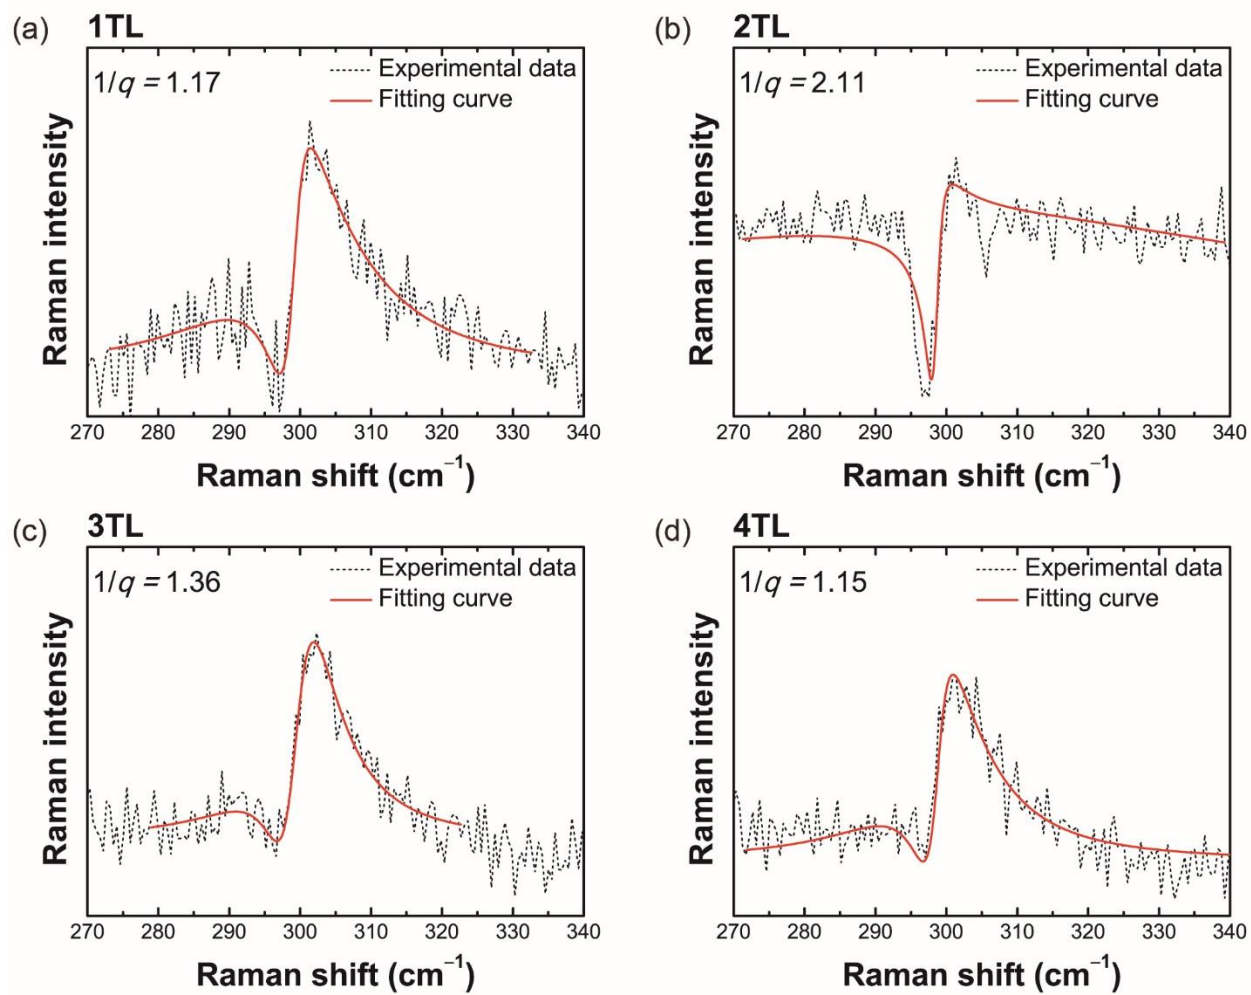 (a) 1TL
1/q = 1.17
Experimental data
Fitting curve
Raman intensity
270 280 290 300 310 320 330 340
Raman shift (cm⁻¹)
(b) 2TL
1/q = 2.11
Experimental data
Fitting curve
Raman intensity
270 280 290 300 310 320 330 340
Raman shift (cm⁻¹)
(c) 3TL
1/q = 1.36
Experimental data
Fitting curve
Raman intensity
270 280 290 300 310 320 330 340
Raman shift (cm⁻¹)
(d) 4TL
1/q = 1.15
Experimental data
Fitting curve
Raman intensity
270 280 290 300 310 320 330 340
Raman shift (cm⁻¹)